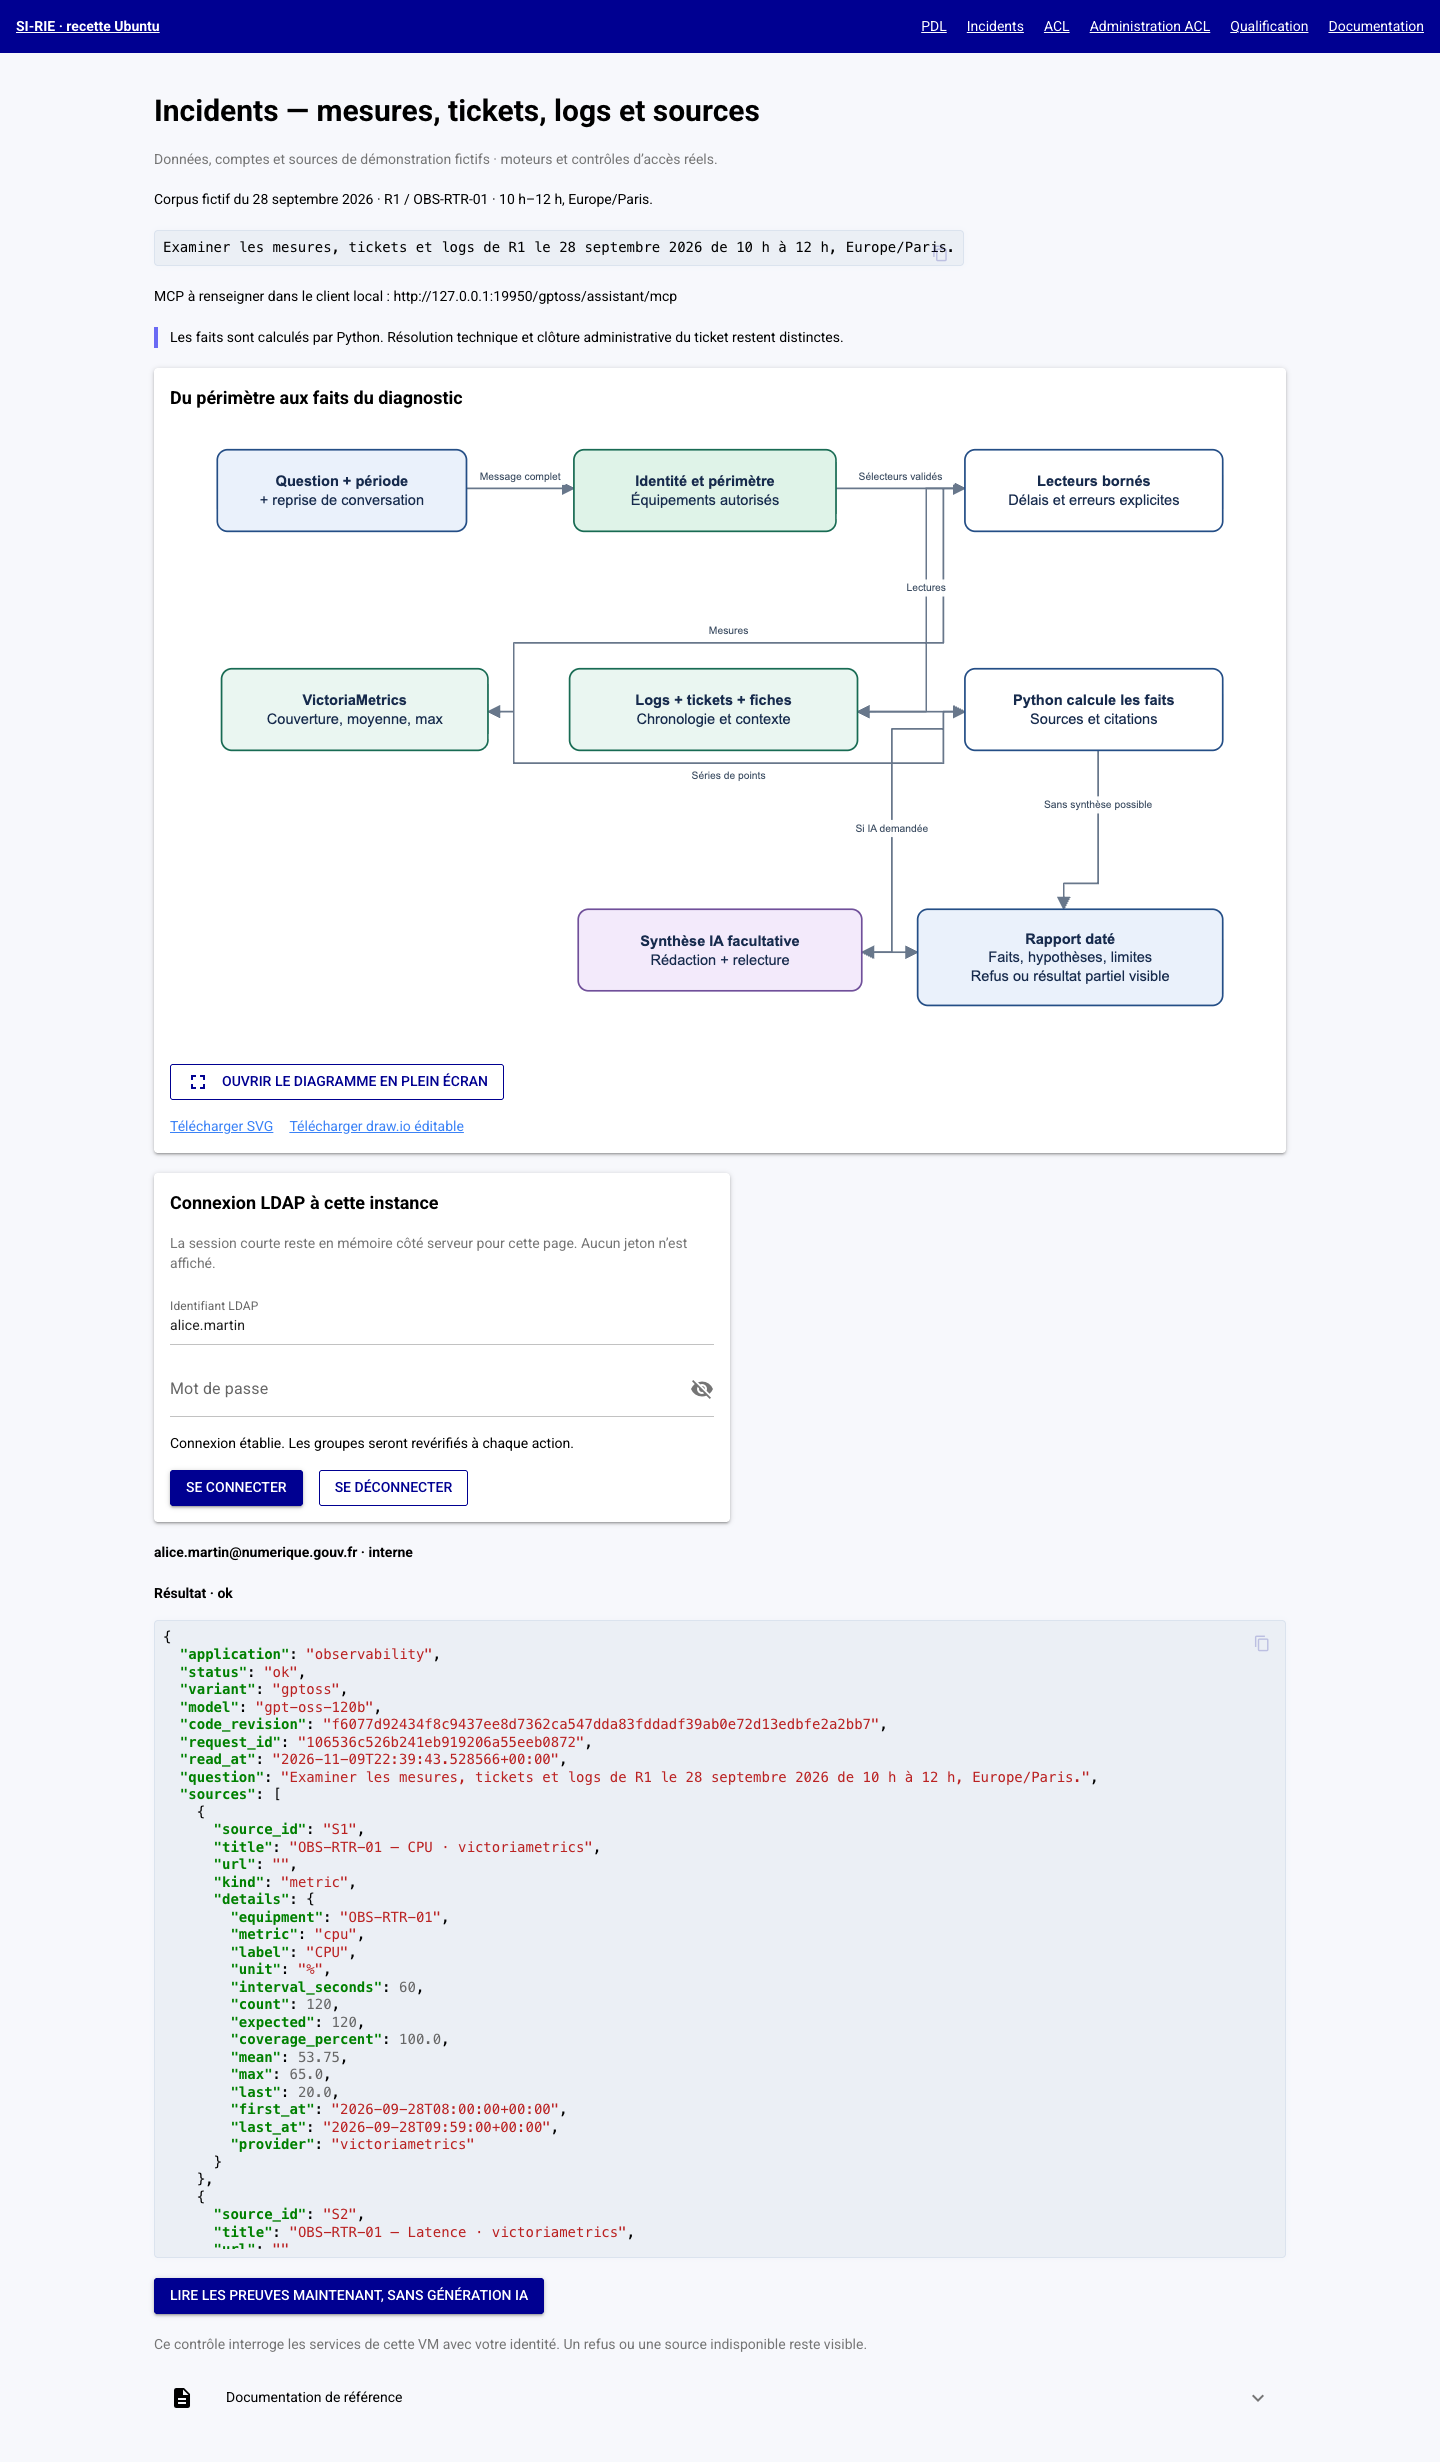 SI-RIE · recette Ubuntu
PDL Incidents ACL Administration ACL Qualification Documentation
Incidents — mesures, tickets, logs et sources
Données, comptes et sources de démonstration fictifs · moteurs et contrôles d’accès réels.
Corpus fictif du 28 septembre 2026 · R1 / OBS-RTR-01 · 10 h–12 h, Europe/Paris.
Examiner les mesures, tickets et logs de R1 le 28 septembre 2026 de 10 h à 12 h, Europe/Paris.
MCP à renseigner dans le client local : http://127.0.0.1:19950/gptoss/assistant/mcp
Les faits sont calculés par Python. Résolution technique et clôture administrative du ticket restent distinctes.
Du périmètre aux faits du diagnostic
Question + période
+ reprise de conversation
Message complet
Identité et périmètre
Équipements autorisés
Sélecteurs validés
Lecteurs bornés
Délais et erreurs explicites
Lectures
Mesures
VictoriaMetrics
Couverture, moyenne, max
Logs + tickets + fiches
Chronologie et contexte
Python calcule les faits
Sources et citations
Séries de points
Sans synthèse possible
Si IA demandée
Synthèse IA facultative
Rédaction + relecture
Rapport daté
Faits, hypothèses, limites
Refus ou résultat partiel visible
OUVRIR LE DIAGRAMME EN PLEIN ÉCRAN
Télécharger SVG Télécharger draw.io éditable
Connexion LDAP à cette instance
La session courte reste en mémoire côté serveur pour cette page. Aucun jeton n’est
affiché.
Identifiant LDAP
alice.martin
Mot de passe
Connexion établie. Les groupes seront revérifiés à chaque action.
SE CONNECTER SE DÉCONNECTER
alice.martin@numerique.gouv.fr · interne
Résultat · ok
{
"application": "observability",
"status": "ok",
"variant": "gptoss",
"model": "gpt-oss-120b",
"code_revision": "f6077d92434f8c9437ee8d7362ca547dda83fddadf39ab0e72d13edbfe2a2bb7",
"request_id": "106536c526b241eb919206a55eeb0872",
"read_at": "2026-11-09T22:39:43.528566+00:00",
"question": "Examiner les mesures, tickets et logs de R1 le 28 septembre 2026 de 10 h à 12 h, Europe/Paris.",
"sources": [
{
"source_id": "S1",
"title": "OBS-RTR-01 — CPU · victoriametrics",
"url": "",
"kind": "metric",
"details": {
"equipment": "OBS-RTR-01",
"metric": "cpu",
"label": "CPU",
"unit": "%",
"interval_seconds": 60,
"count": 120,
"expected": 120,
"coverage_percent": 100.0,
"mean": 53.75,
"max": 65.0,
"last": 20.0,
"first_at": "2026-09-28T08:00:00+00:00",
"last_at": "2026-09-28T09:59:00+00:00",
"provider": "victoriametrics"
}
},
{
"source_id": "S2",
"title": "OBS-RTR-01 — Latence · victoriametrics",
"url": ""
LIRE LES PREUVES MAINTENANT, SANS GÉNÉRATION IA
Ce contrôle interroge les services de cette VM avec votre identité. Un refus ou une source indisponible reste visible.
Documentation de référence